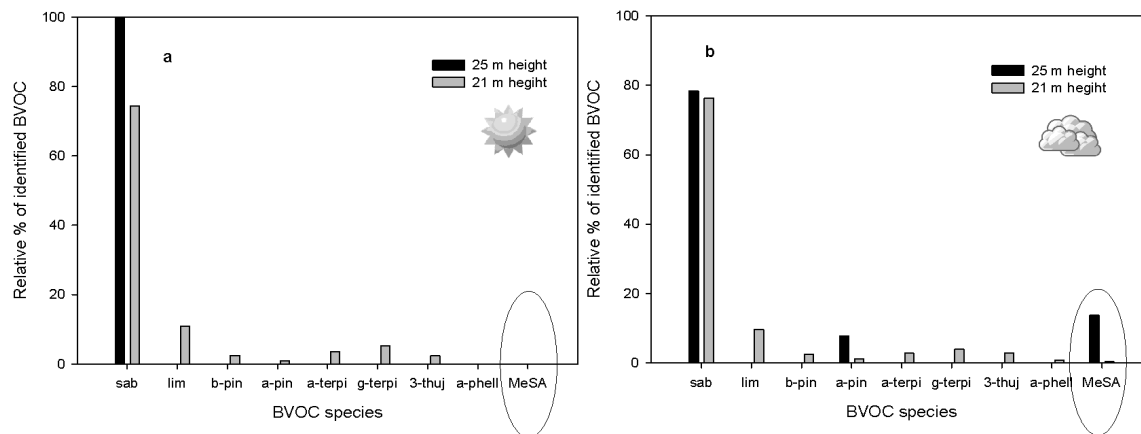 a
25 m height
21 m hegiht
Relative % of identified BVOC
100
80
60
40
20
0
sab lim b-pin a-pin a-terpi g-terpi 3-thuj a-phell MeSA
BVOC species
b
25 m height
21 m hegiht
Relative % of identified BVOC
100
80
60
40
20
0
sab lim b-pin a-pin a-terpi g-terpi 3-thuj a-phell MeSA
BVOC species